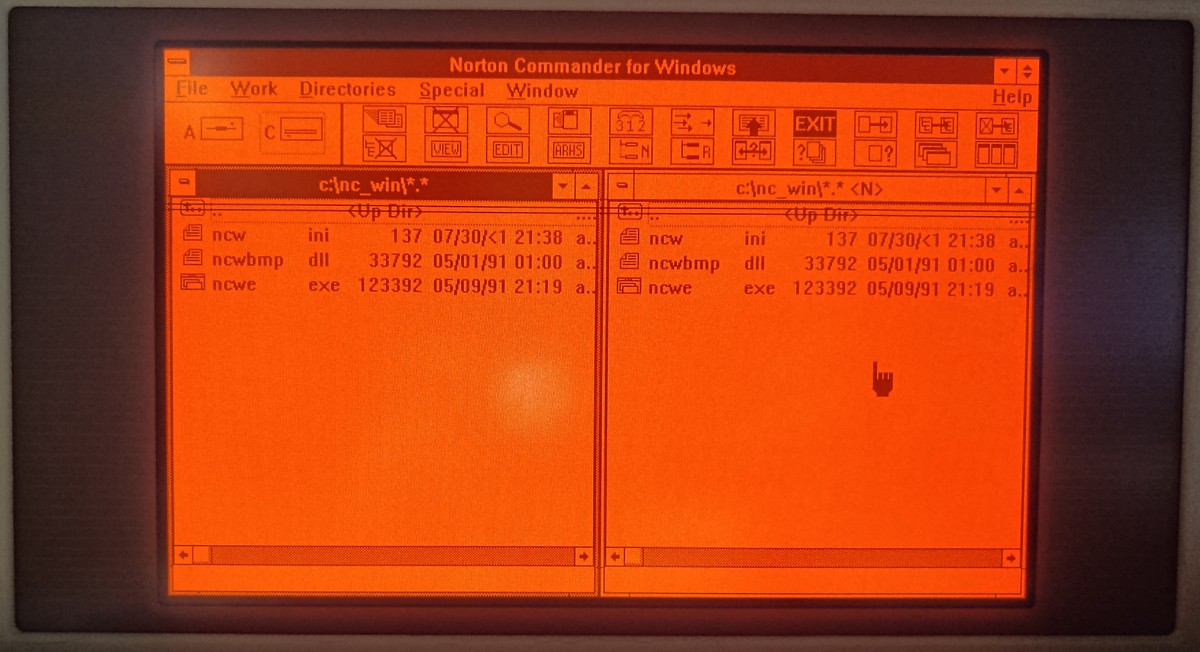 Norton Commander for Windows
File Work Directories Special Window Help
A C 312 EXIT
VIEW EDIT ARHS N R ? ?
c:\nc_win\*.*
.. <Up Dir> ....
ncw ini 137 07/30/<1 21:38 a..
ncwbmp dll 33792 05/01/91 01:00 a..
ncwe exe 123392 05/09/91 21:19 a..
c:\nc_win\*.* <N>
.. <Up Dir> ....
ncw ini 137 07/30/<1 21:38 a..
ncwbmp dll 33792 05/01/91 01:00 a..
ncwe exe 123392 05/09/91 21:19 a..